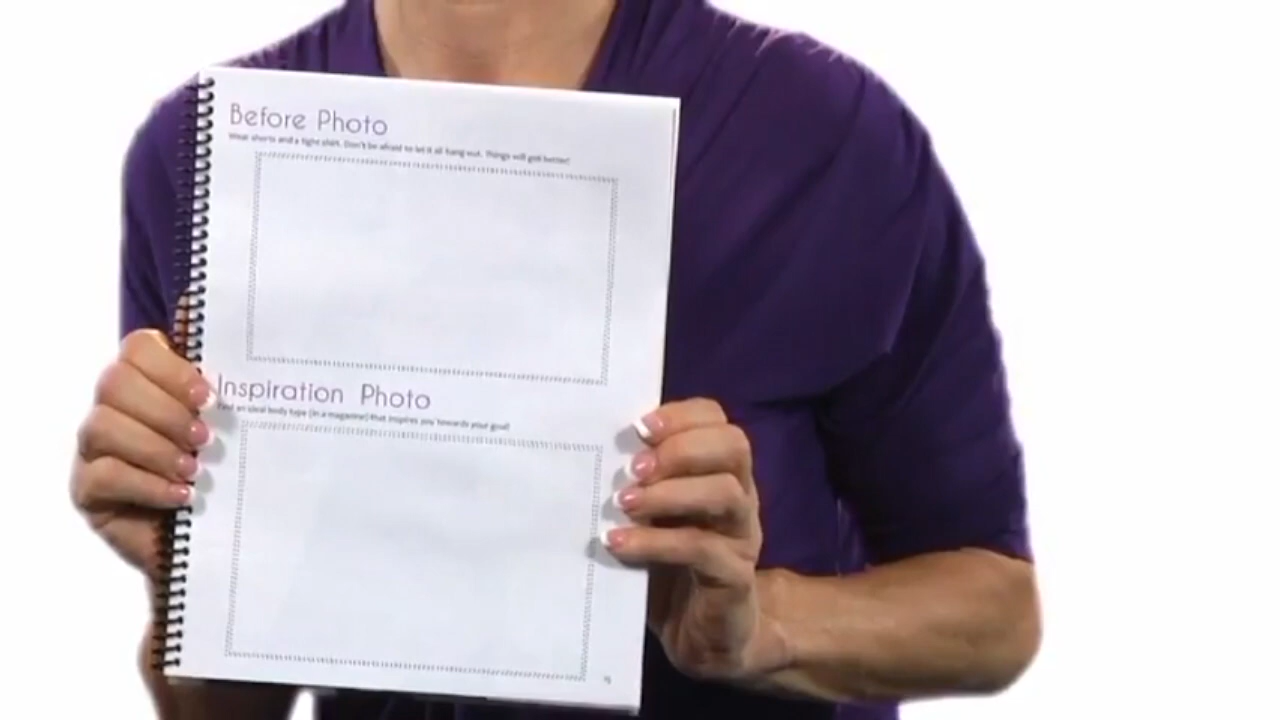 Before Photo
Wear shorts and a tight shirt. Don't be afraid to let it all hang out. Things will get better!
Inspiration Photo
Find an ideal body type (in a magazine) that inspires you towards your goal!